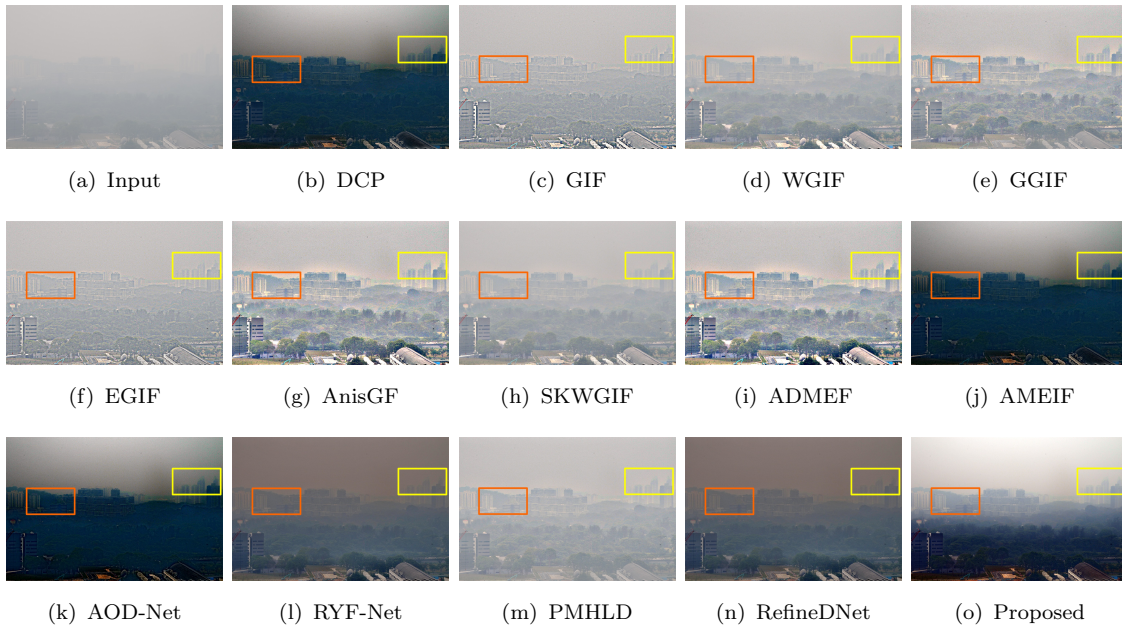 (a) Input
(b) DCP
(c) GIF
(d) WGIF
(e) GGIF
(f) EGIF
(g) AnisGF
(h) SKWGIF
(i) ADMEF
(j) AMEIF
(k) AOD-Net
(l) RYF-Net
(m) PMHLD
(n) RefineDNet
(o) Proposed